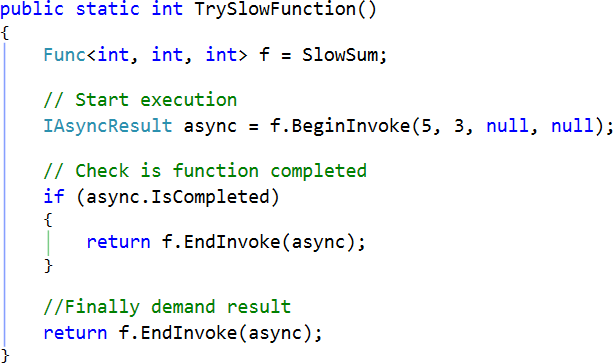 public static int TrySlowFunction()
{
    Func<int, int, int> f = SlowSum;
    // Start execution
    IAsyncResult async = f.BeginInvoke(5, 3, null, null);
    // Check is function completed
    if (async.IsCompleted)
    {
        return f.EndInvoke(async);
    }
    //Finally demand result
    return f.EndInvoke(async);
}